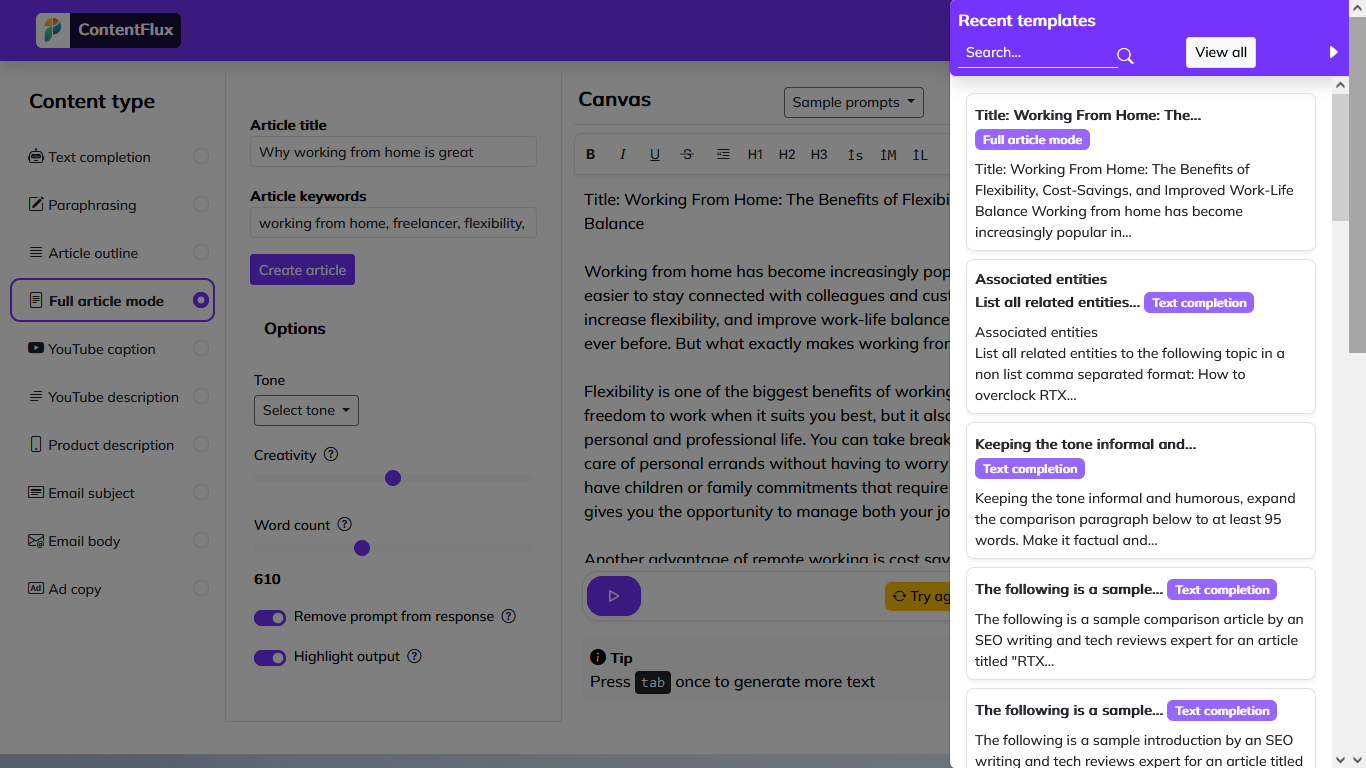 ContentFlux
Content type
Text completion
Paraphrasing
Article outline
Full article mode
YouTube caption
YouTube description
Product description
Email subject
Email body
Ad copy
Article title
Why working from home is great
Article keywords
working from home, freelancer, flexibility,
Create article
Options
Tone
Select tone
Creativity
Word count
610
Remove prompt from response
Highlight output
Canvas
Sample prompts
B I U S H1 H2 H3 Is IM IL
Title: Working From Home: The Benefits of Flexibi
Balance
Working from home has become increasingly pop
easier to stay connected with colleagues and cust
increase flexibility, and improve work-life balance
ever before. But what exactly makes working fror
Flexibility is one of the biggest benefits of working
freedom to work when it suits you best, but it also
personal and professional life. You can take break
care of personal errands without having to worry
have children or family commitments that require
gives you the opportunity to manage both your jo
Another advantage of remote working is cost sav
Try ag
Tip
Press tab once to generate more text
Recent templates
Search...
View all
Title: Working From Home: The...
Full article mode
Title: Working From Home: The Benefits of
Flexibility, Cost-Savings, and Improved Work-Life
Balance Working from home has become
increasingly popular in...
Associated entities
List all related entities... Text completion
Associated entities
List all related entities to the following topic in a
non list comma separated format: How to
overclock RTX...
Keeping the tone informal and...
Text completion
Keeping the tone informal and humorous, expand
the comparison paragraph below to at least 95
words. Make it factual and...
The following is a sample... Text completion
The following is a sample comparison article by an
SEO writing and tech reviews expert for an article
titled "RTX...
The following is a sample... Text completion
The following is a sample introduction by an SEO
writing and tech reviews expert for an article titled